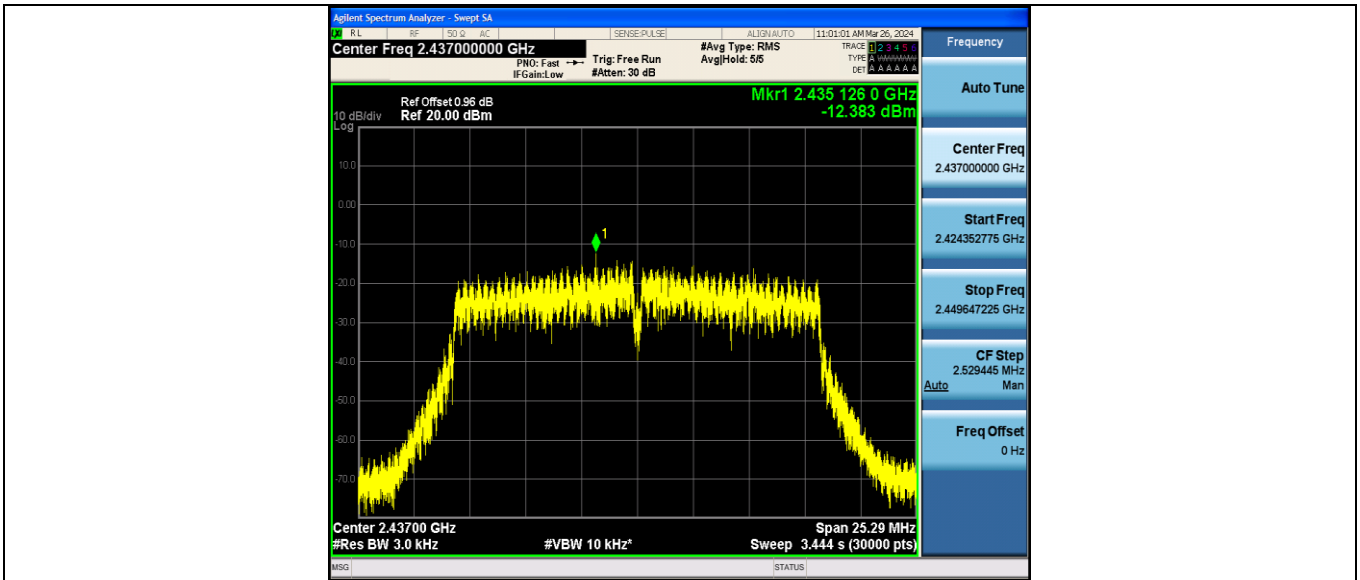 Agilent Spectrum Analyzer - Swept SA
RL RF 50 Ω AC SENSE:PULSE ALIGNAUTO 11:01:01 AM Mar 26, 2024
Center Freq 2.437000000 GHz
PNO: Fast
IFGain:Low
Trig: Free Run
#Atten: 30 dB
#Avg Type: RMS
Avg|Hold: 5/5
TRACE 1 2 3 4 5 6
TYPE A
DET A A A A A A
Mkr1 2.435 126 0 GHz
-12.383 dBm
Ref Offset 0.96 dB
10 dB/div Ref 20.00 dBm
Log
10.0
0.00
-10.0
-20.0
-30.0
-40.0
-50.0
-60.0
-70.0
1
Center 2.43700 GHz Span 25.29 MHz
#Res BW 3.0 kHz #VBW 10 kHz* Sweep 3.444 s (30000 pts)
MSG STATUS
Frequency
Auto Tune
Center Freq
2.437000000 GHz
Start Freq
2.424352775 GHz
Stop Freq
2.449647225 GHz
CF Step
2.529445 MHz
Auto Man
Freq Offset
0 Hz